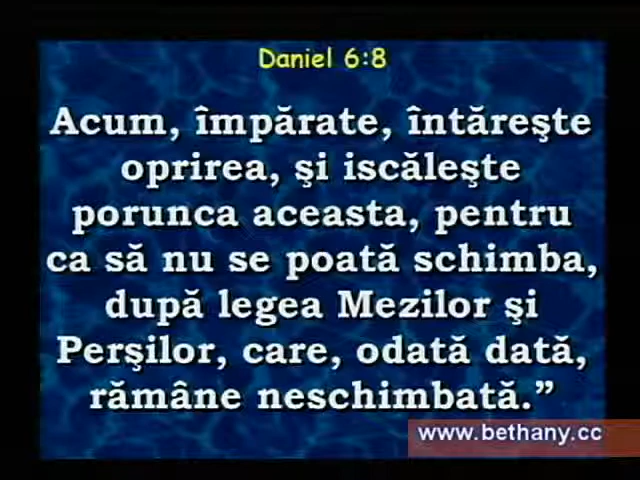 Daniel 6:8
Acum, împărate, întăreşte
oprirea, şi iscăleşte
porunca aceasta, pentru
ca să nu se poată schimba,
după legea Mezilor şi
Perşilor, care, odată dată,
rămâne neschimbată.”
www.bethany.cc